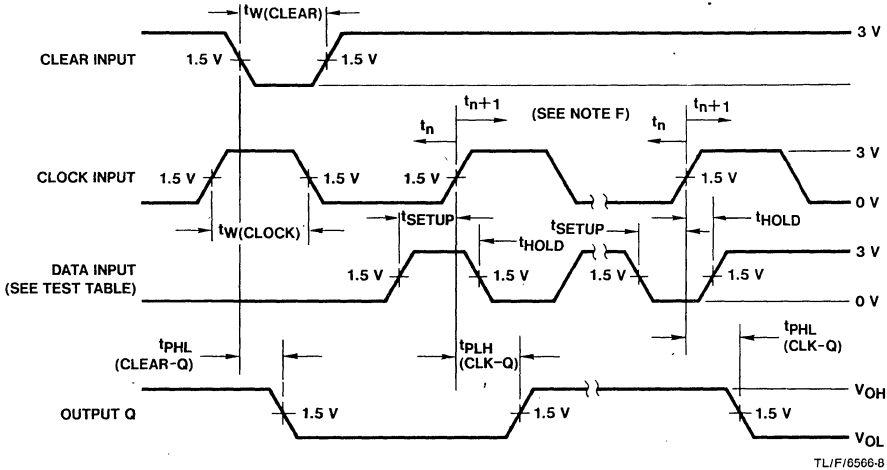 tW(CLEAR)
3 V
CLEAR INPUT
1.5 V
1.5 V
tn
tn+1
(SEE NOTE F)
tn
tn+1
3 V
CLOCK INPUT
1.5 V
1.5 V
1.5 V
1.5 V
0 V
tW(CLOCK)
tSETUP
tHOLD
tSETUP
tHOLD
3 V
DATA INPUT
(SEE TEST TABLE)
1.5 V
1.5 V
1.5 V
1.5 V
0 V
tPHL
(CLEAR-Q)
tPLH
(CLK-Q)
tPHL
(CLK-Q)
VOH
OUTPUT Q
1.5 V
1.5 V
1.5 V
VOL
TL/F/6566-8